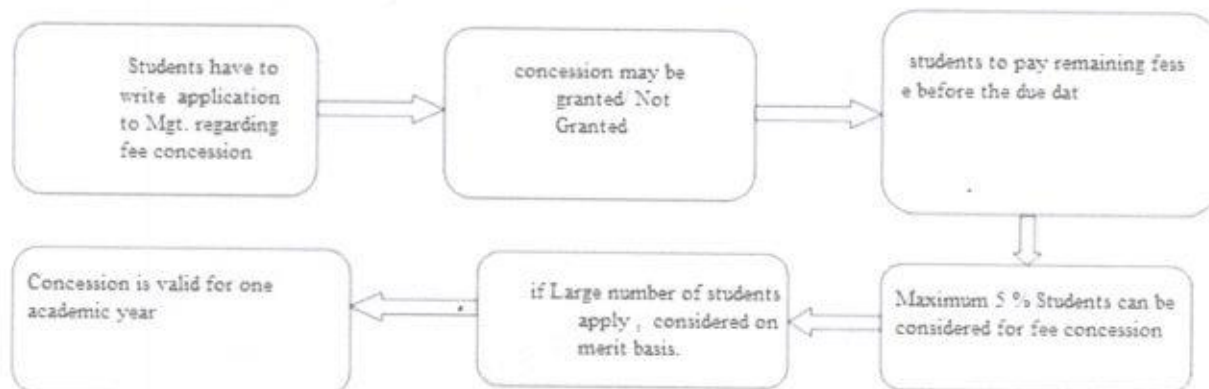 Students have to
write application
to Mgt. regarding
fee concession
concession may be
granted/ Not
Granted
students to pay remaining fess
e before the due dat
Maximum 5 % Students can be
considered for fee concession
if Large number of students
apply , considered on
merit basis.
Concession is valid for one
academic year